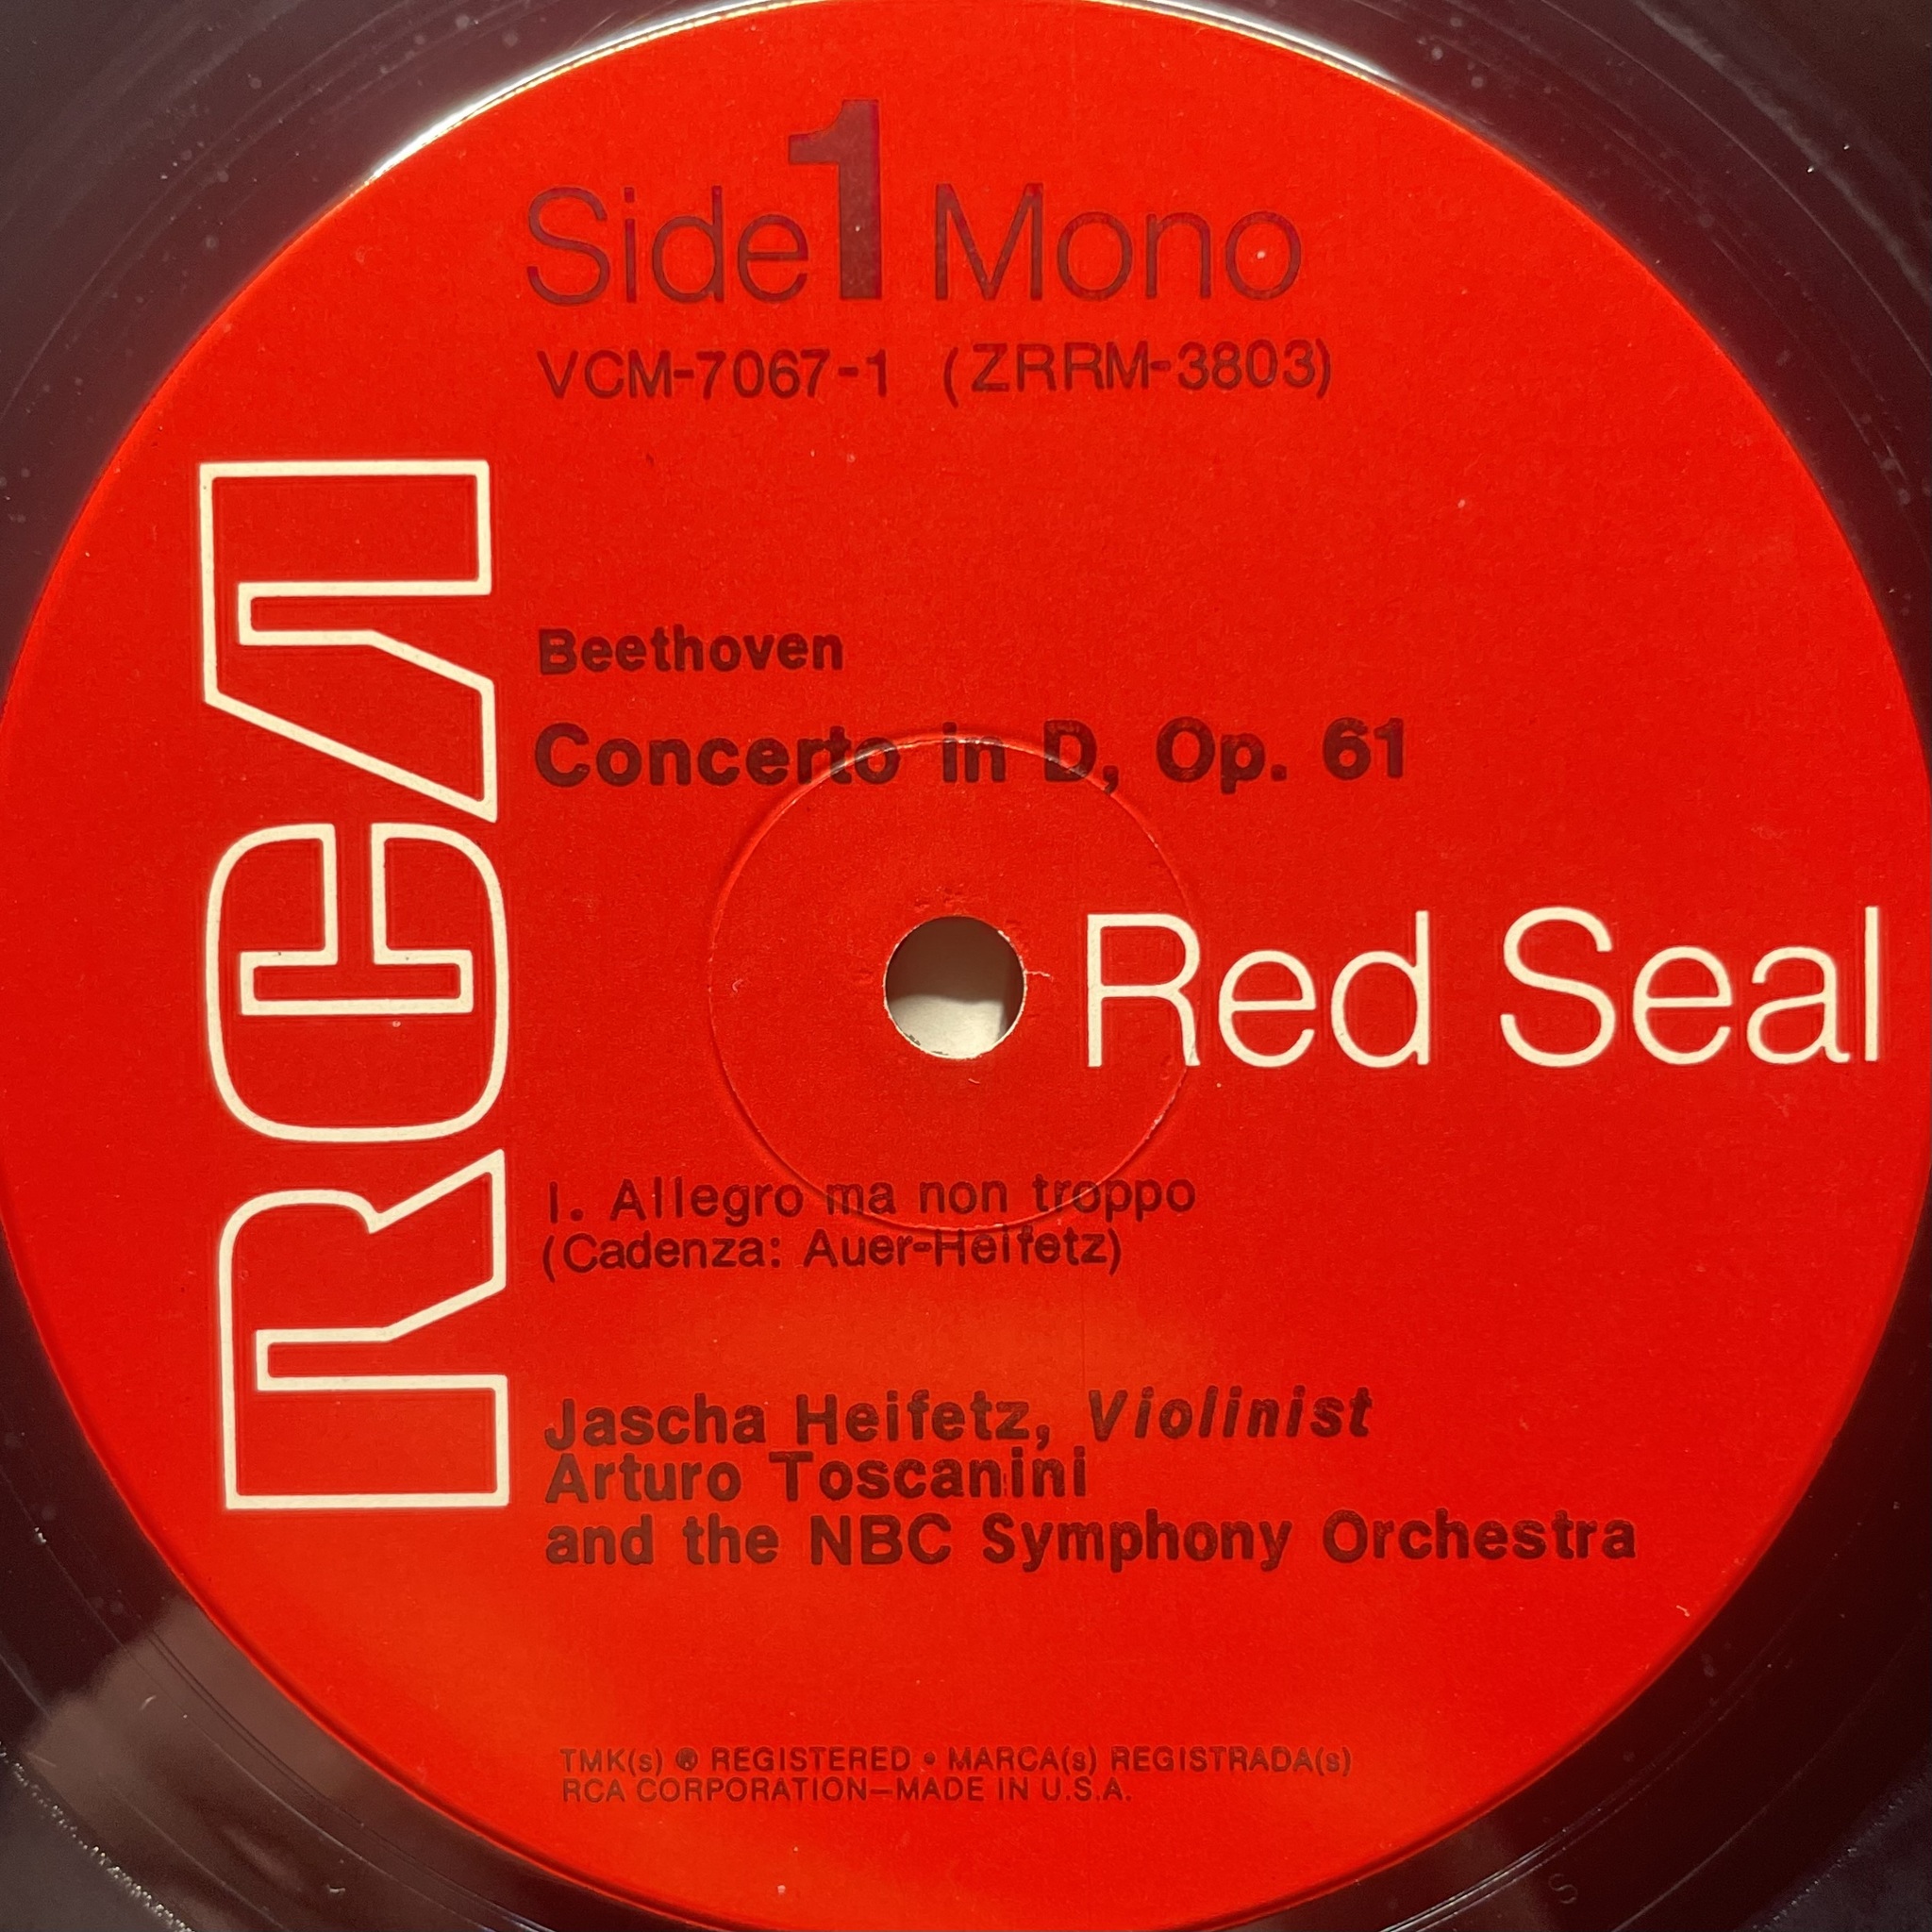 Side 1 Mono
VCM-7067-1 (ZRRM-3803)
RCA
Beethoven
Concerto in D, Op. 61
Red Seal
I. Allegro ma non troppo
(Cadenza: Auer-Heifetz)
Jascha Heifetz, Violinist
Arturo Toscanini
and the NBC Symphony Orchestra
TMK(s) ® REGISTERED • MARCA(s) REGISTRADA(s)
RCA CORPORATION—MADE IN U.S.A.
S